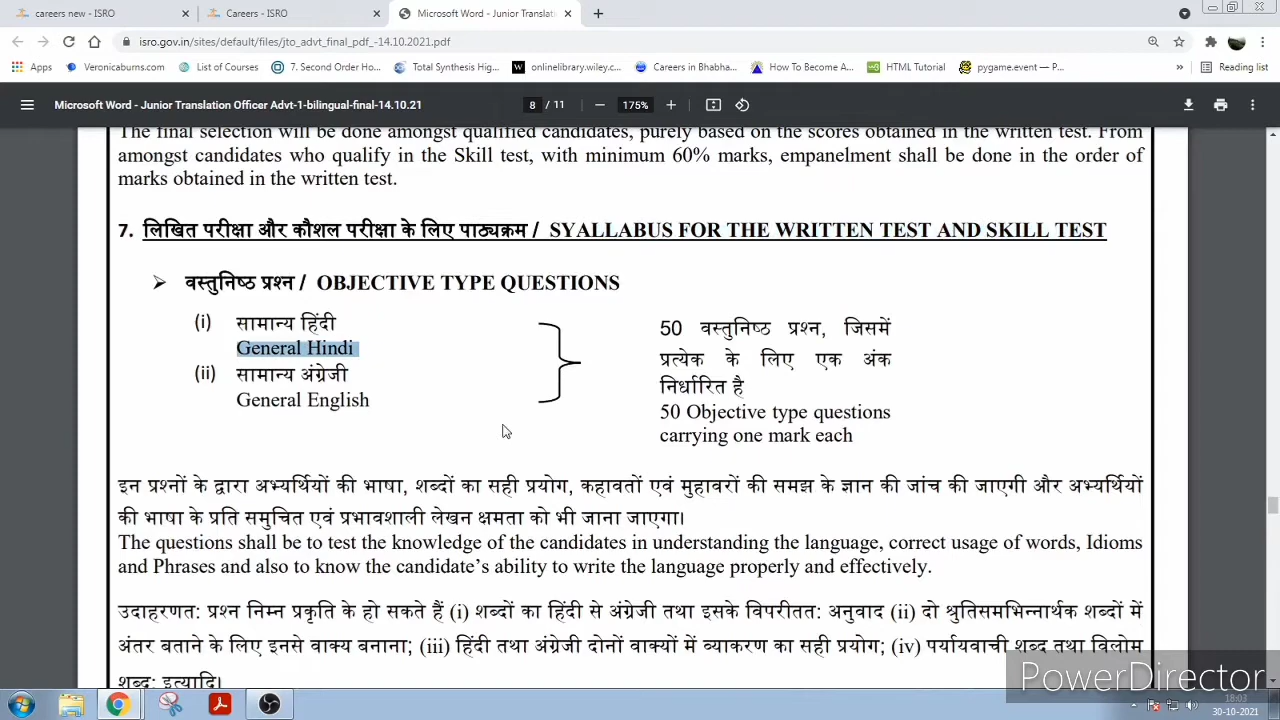 careers new - ISRO
Careers - ISRO
Microsoft Word - Junior Translati
isro.gov.in/sites/default/files/jto_advt_final_pdf_-14.10.2021.pdf
Apps
Veronicaburns.com
List of Courses
7. Second Order Ho...
Total Synthesis Hig...
onlinelibrary.wiley.c...
Careers in Bhabha...
How To Become A...
HTML Tutorial
pygame.event — P...
»
Reading list
Microsoft Word - Junior Translation Officer Advt-1-bilingual-final-14.10.21
8 / 11
175%
The final selection will be done amongst qualified candidates, purely based on the scores obtained in the written test. From
amongst candidates who qualify in the Skill test, with minimum 60% marks, empanelment shall be done in the order of
marks obtained in the written test.
7. लिखित परीक्षा और कौशल परीक्षा के लिए पाठ्यक्रम / SYALLABUS FOR THE WRITTEN TEST AND SKILL TEST
➢ वस्तुनिष्ठ प्रश्न / OBJECTIVE TYPE QUESTIONS
(i) सामान्य हिंदी
General Hindi
(ii) सामान्य अंग्रेजी
General English
50 वस्तुनिष्ठ प्रश्न, जिसमें
प्रत्येक के लिए एक अंक
निर्धारित है
50 Objective type questions
carrying one mark each
इन प्रश्नों के द्वारा अभ्यर्थियों की भाषा, शब्दों का सही प्रयोग, कहावतों एवं मुहावरों की समझ के ज्ञान की जांच की जाएगी और अभ्यर्थियों
की भाषा के प्रति समुचित एवं प्रभावशाली लेखन क्षमता को भी जाना जाएगा।
The questions shall be to test the knowledge of the candidates in understanding the language, correct usage of words, Idioms
and Phrases and also to know the candidate's ability to write the language properly and effectively.
उदाहरणत: प्रश्न निम्न प्रकृति के हो सकते हैं (i) शब्दों का हिंदी से अंग्रेजी तथा इसके विपरीतत: अनुवाद (ii) दो श्रुतिसमभिन्नार्थक शब्दों में
अंतर बताने के लिए इनसे वाक्य बनाना; (iii) हिंदी तथा अंग्रेजी दोनों वाक्यों में व्याकरण का सही प्रयोग; (iv) पर्यायवाची शब्द तथा विलोम
शब्द; इत्यादि।
PowerDirector
18:03
30-10-2021